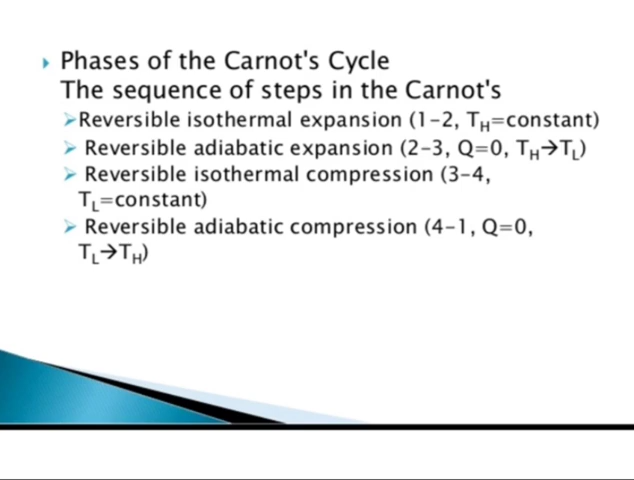 Phases of the Carnot's Cycle
The sequence of steps in the Carnot's
Reversible isothermal expansion (1-2, TH=constant)
Reversible adiabatic expansion (2-3, Q=0, TH→TL)
Reversible isothermal compression (3-4,
TL=constant)
Reversible adiabatic compression (4-1, Q=0,
TL→TH)